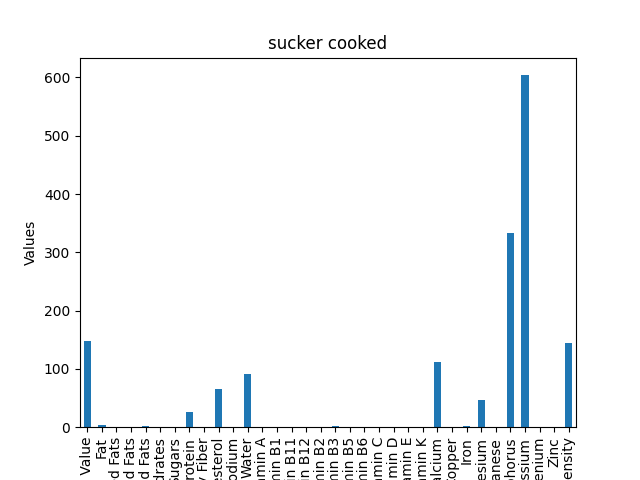 sucker cooked
Values
600
500
400
300
200
100
0
Value
Fat
d Fats
d Fats
d Fats
drates
Sugars
rotein
y Fiber
esterol
odium
Water
amin A
min B1
in B11
in B12
min B2
min B3
min B5
min B6
amin C
amin D
amin E
amin K
alcium
opper
Iron
esium
anese
phorus
ssium
enium
Zinc
ensity